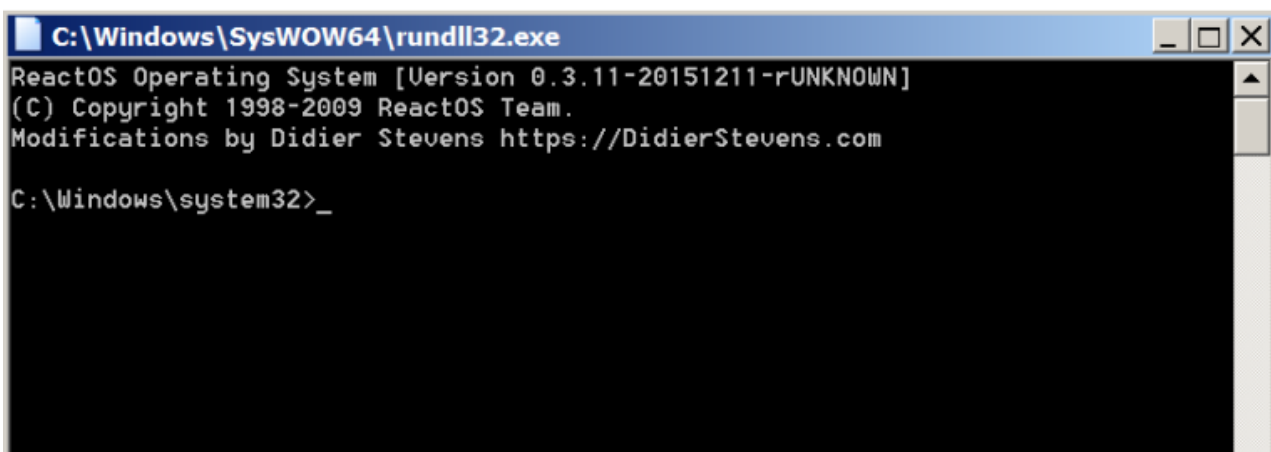 C:\Windows\SysWOW64\rundll32.exe
ReactOS Operating System [Version 0.3.11-20151211-rUNKNOWN]
(C) Copyright 1998-2009 ReactOS Team.
Modifications by Didier Stevens https://DidierStevens.com
C:\Windows\system32>_